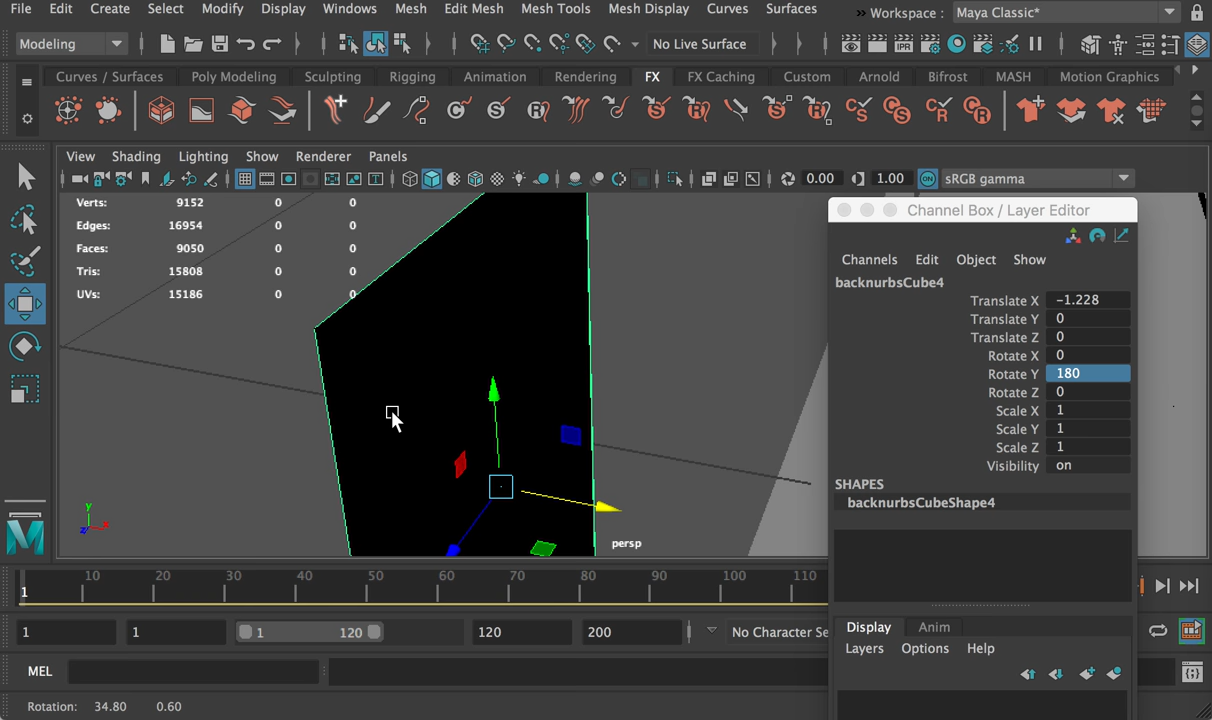 File Edit Create Select Modify Display Windows Mesh Edit Mesh Mesh Tools Mesh Display Curves Surfaces » Workspace : Maya Classic*
Modeling No Live Surface
Curves / Surfaces Poly Modeling Sculpting Rigging Animation Rendering FX FX Caching Custom Arnold Bifrost MASH Motion Graphics
View Shading Lighting Show Renderer Panels
0.00 1.00 ON sRGB gamma
Verts: 9152 0 0
Edges: 16954 0 0
Faces: 9050 0 0
Tris: 15808 0 0
UVs: 15186 0 0
persp
y
z x
Channel Box / Layer Editor
Channels Edit Object Show
backnurbsCube4
Translate X -1.228
Translate Y 0
Translate Z 0
Rotate X 0
Rotate Y 180
Rotate Z 0
Scale X 1
Scale Y 1
Scale Z 1
Visibility on
SHAPES
backnurbsCubeShape4
Display Anim
Layers Options Help
1 10 20 30 40 50 60 70 80 90 100 110
1 1 1 120 120 200 No Character Se
MEL
Rotation: 34.80 0.60